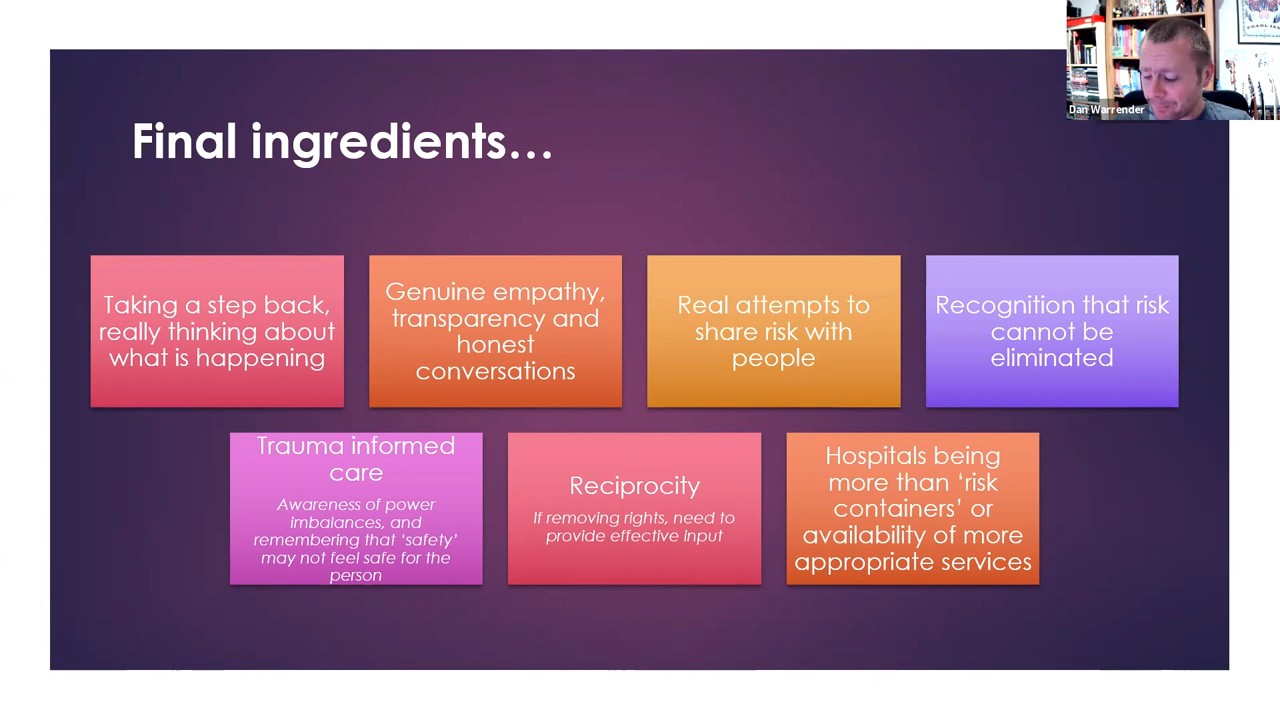 Dan Warrender
Final ingredients…
Taking a step back,
really thinking about
what is happening
Genuine empathy,
transparency and
honest
conversations
Real attempts to
share risk with
people
Recognition that risk
cannot be
eliminated
Trauma informed
care
Awareness of power
imbalances, and
remembering that ‘safety’
may not feel safe for the
person
Reciprocity
If removing rights, need to
provide effective input
Hospitals being
more than ‘risk
containers’ or
availability of more
appropriate services